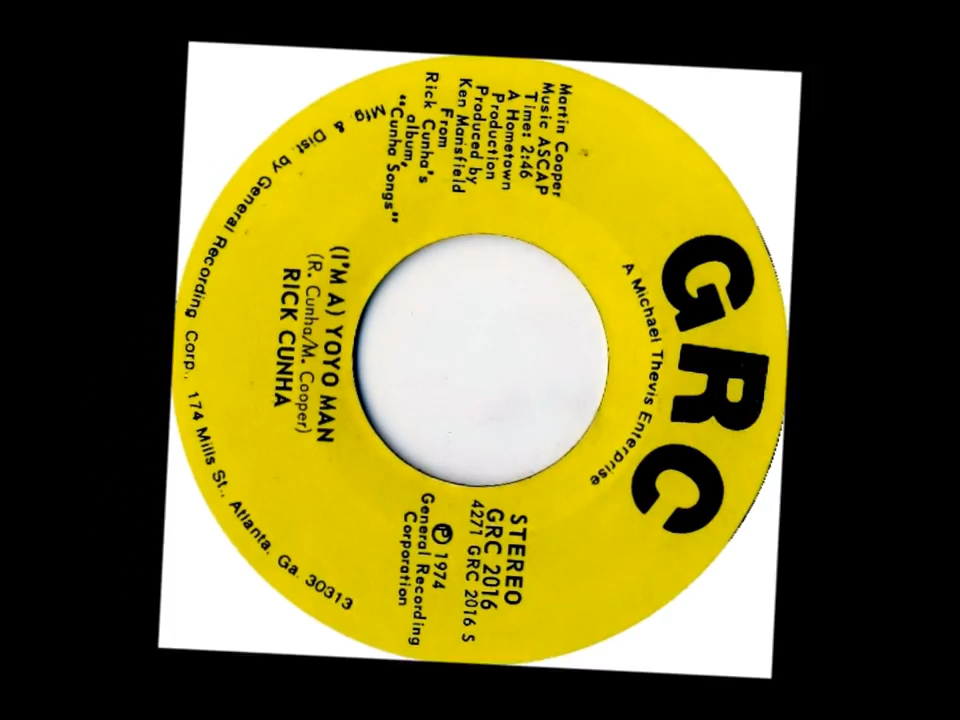 GRC
A Michael Thevis Enterprise
Martin Cooper
Music ASCAP
Time: 2:46
A Hometown
Production
Produced by
Ken Mansfield
From
Rick Cunha's
album,
"Cunha Songs"
STEREO
GRC 2016
4271 GRC 2016 S
℗ 1974
General Recording
Corporation
(I'M A) YOYO MAN
(R. Cunha/M. Cooper)
RICK CUNHA
Mfg & Dist. by General Recording Corp., 174 Mills St., Atlanta, Ga. 30313